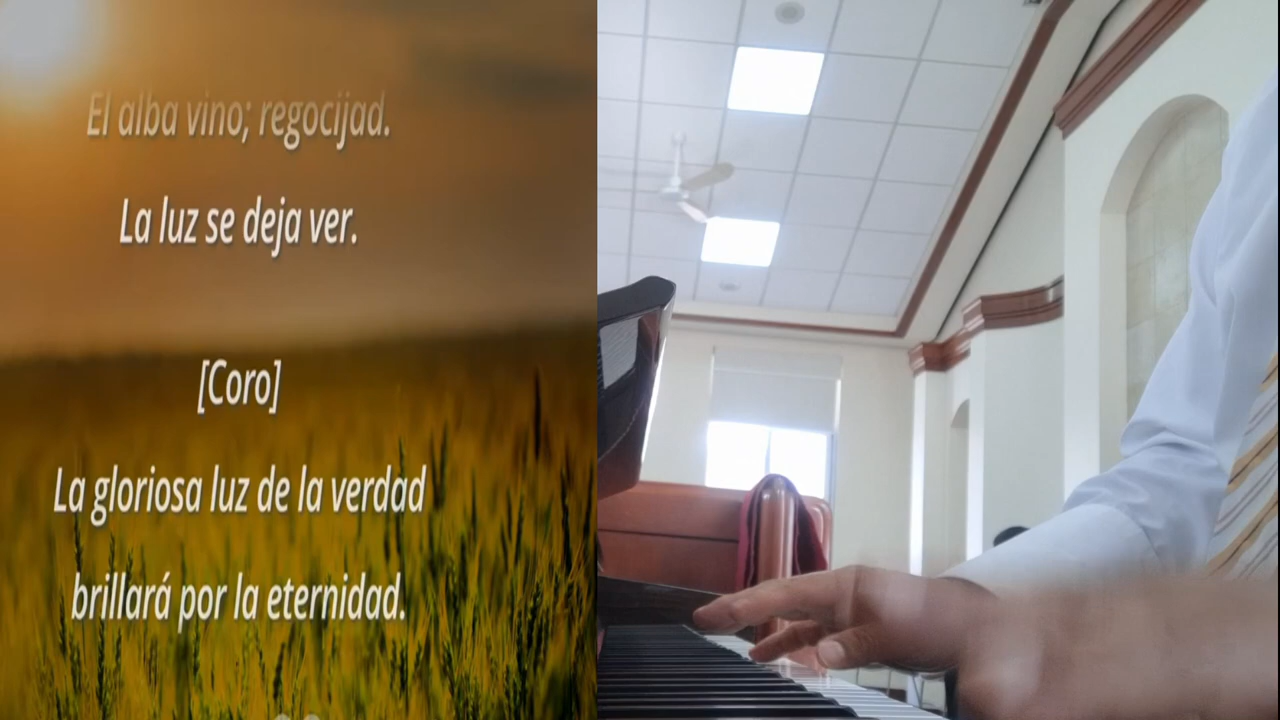 El alba vino; regocijad.
La luz se deja ver.
[Coro]
La gloriosa luz de la verdad
brillará por la eternidad.